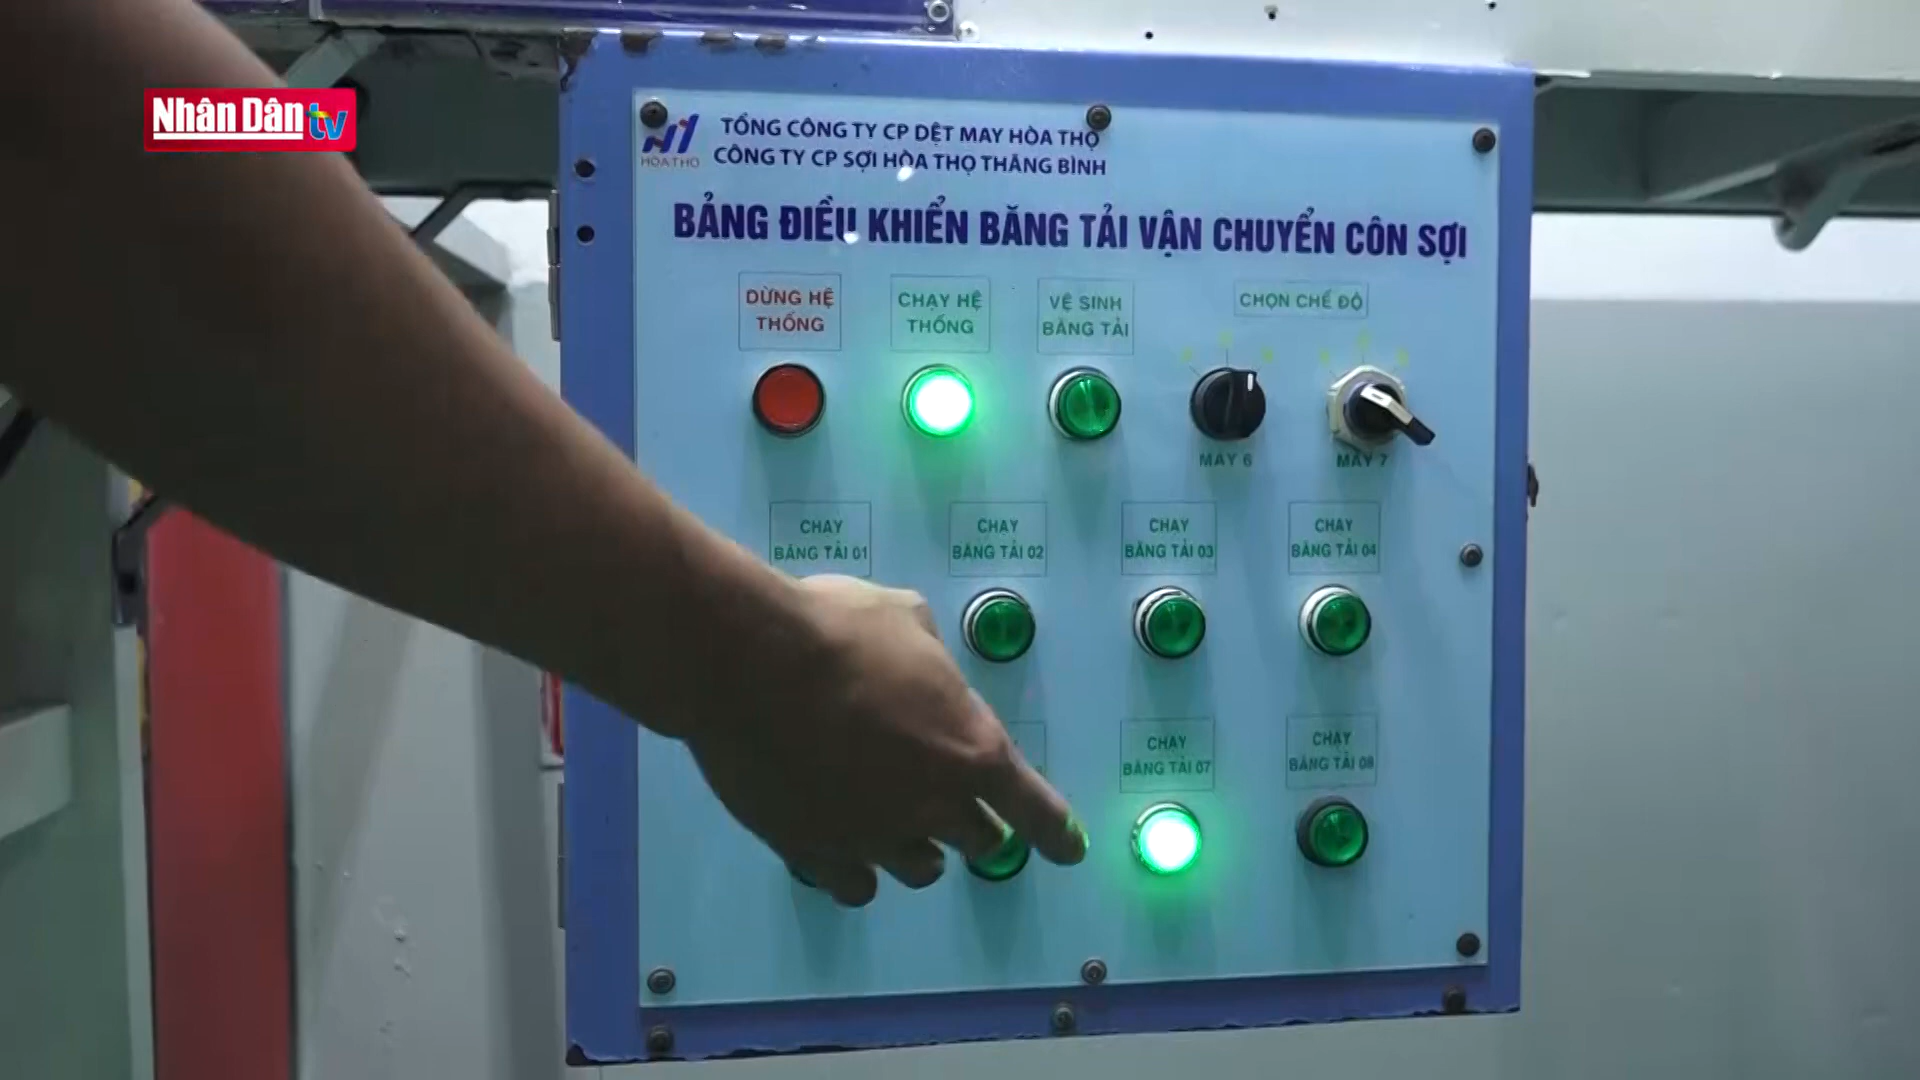 Nhân Dân tv
TỔNG CÔNG TY CP DỆT MAY HÒA THỌ
HOATHO
CÔNG TY CP SỢI HÒA THỌ THĂNG BÌNH
BẢNG ĐIỀU KHIỂN BĂNG TẢI VẬN CHUYỂN CÔN SỢI
DỪNG HỆ
THỐNG
CHẠY HỆ
THỐNG
VỆ SINH
BĂNG TẢI
CHỌN CHẾ ĐỘ
MÁY 6
MÁY 7
CHẠY
BĂNG TẢI 01
CHẠY
BĂNG TẢI 02
CHẠY
BĂNG TẢI 03
CHẠY
BĂNG TẢI 04
CHẠY
BĂNG TẢI 07
CHẠY
BĂNG TẢI 08